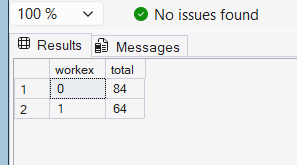 100 % No issues found
Results Messages
workex total
1 0 84
2 1 64